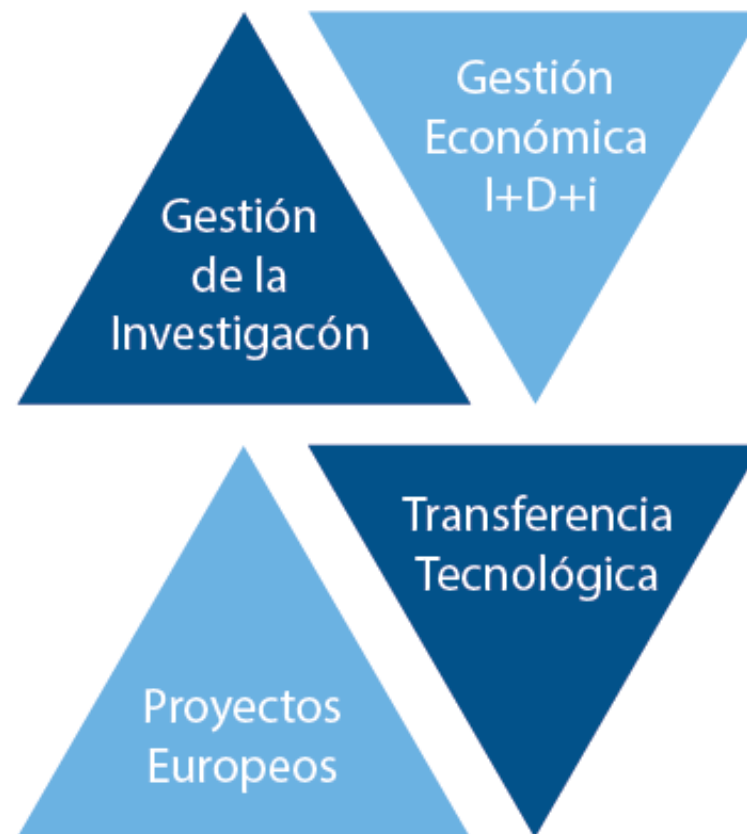 Gestión
de la
Investigacón
Gestión
Económica
I+D+i
Proyectos
Europeos
Transferencia
Tecnológica